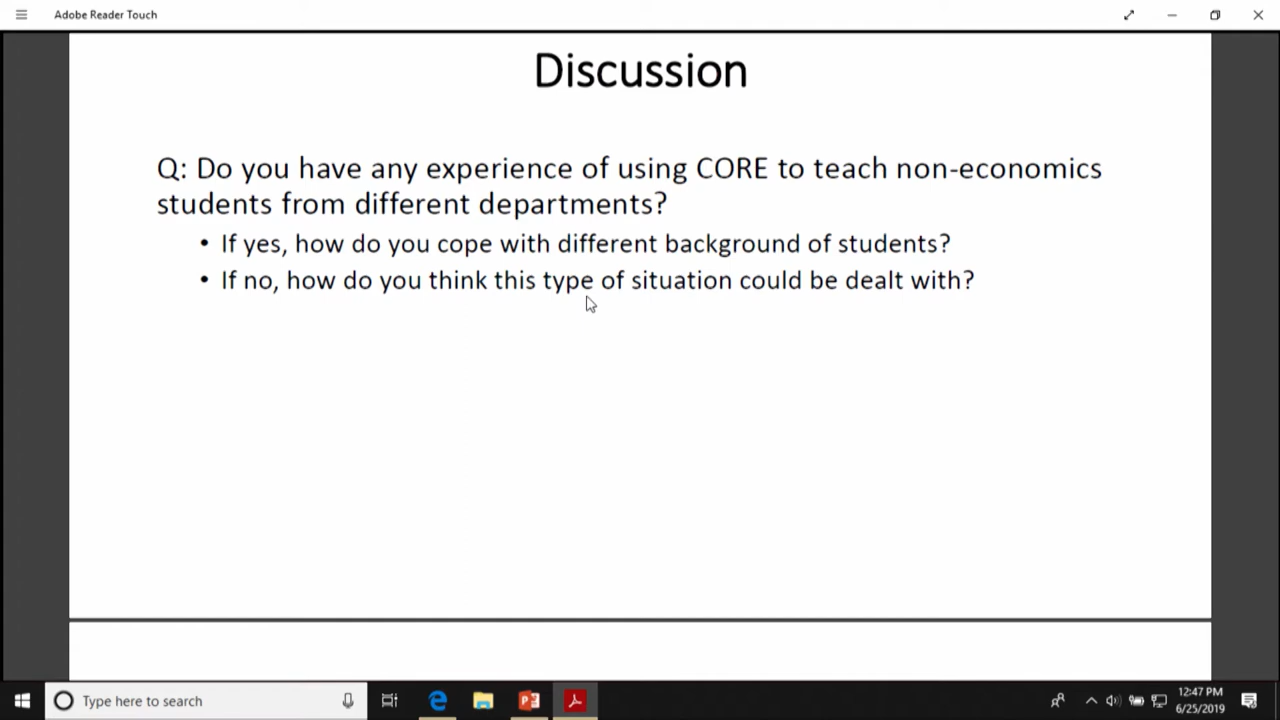 Adobe Reader Touch
Discussion
Q: Do you have any experience of using CORE to teach non-economics
students from different departments?
• If yes, how do you cope with different background of students?
• If no, how do you think this type of situation could be dealt with?
Type here to search
12:47 PM
6/25/2019